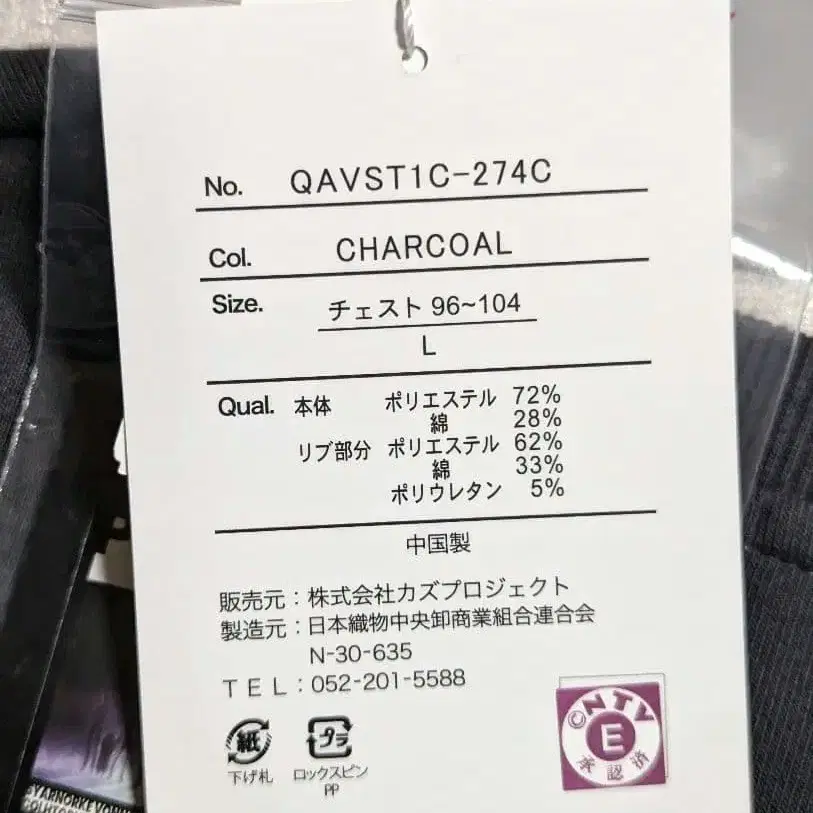 No. QAVST1C-274C
Col. CHARCOAL
Size. チェスト 96~104
L
Qual. 本体 ポリエステル 72%
綿 28%
リブ部分 ポリエステル 62%
綿 33%
ポリウレタン 5%
中国製
販売元：株式会社カズプロジェクト
製造元：日本織物中央卸商業組合連合会
N-30-635
ＴＥＬ：052-201-5588
紙 プラ
下げ札 ロックスピン
PP
©NTV
E
承認済